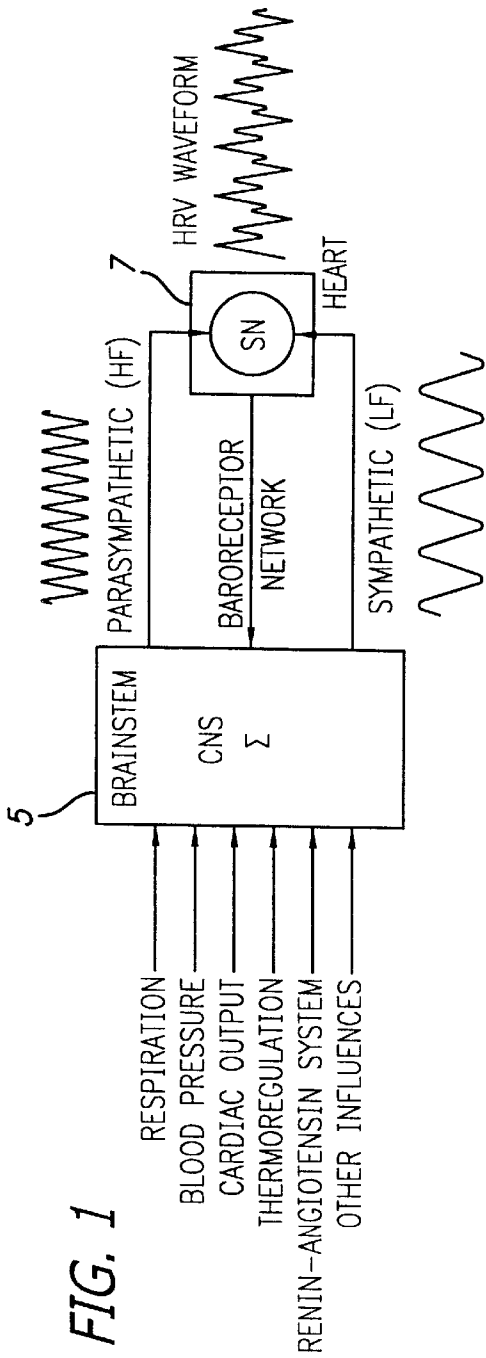 FIG. 1
RESPIRATION
BLOOD PRESSURE
CARDIAC OUTPUT
THERMOREGULATION
RENIN-ANGIOTENSIN SYSTEM
OTHER INFLUENCES
5
BRAINSTEM
CNS
Σ
PARASYMPATHETIC (HF)
BARORECEPTOR
NETWORK
SYMPATHETIC (LF)
7
SN
HEART
HRV WAVEFORM